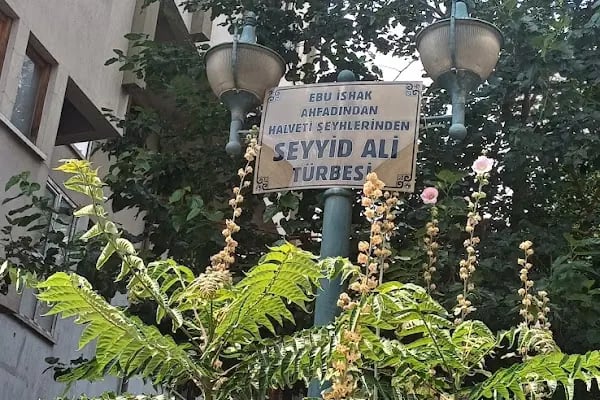 EBU İSHAK
AHFADINDAN
HALVETİ ŞEYHLERİNDEN
SEYYİD ALİ
TÜRBESİ